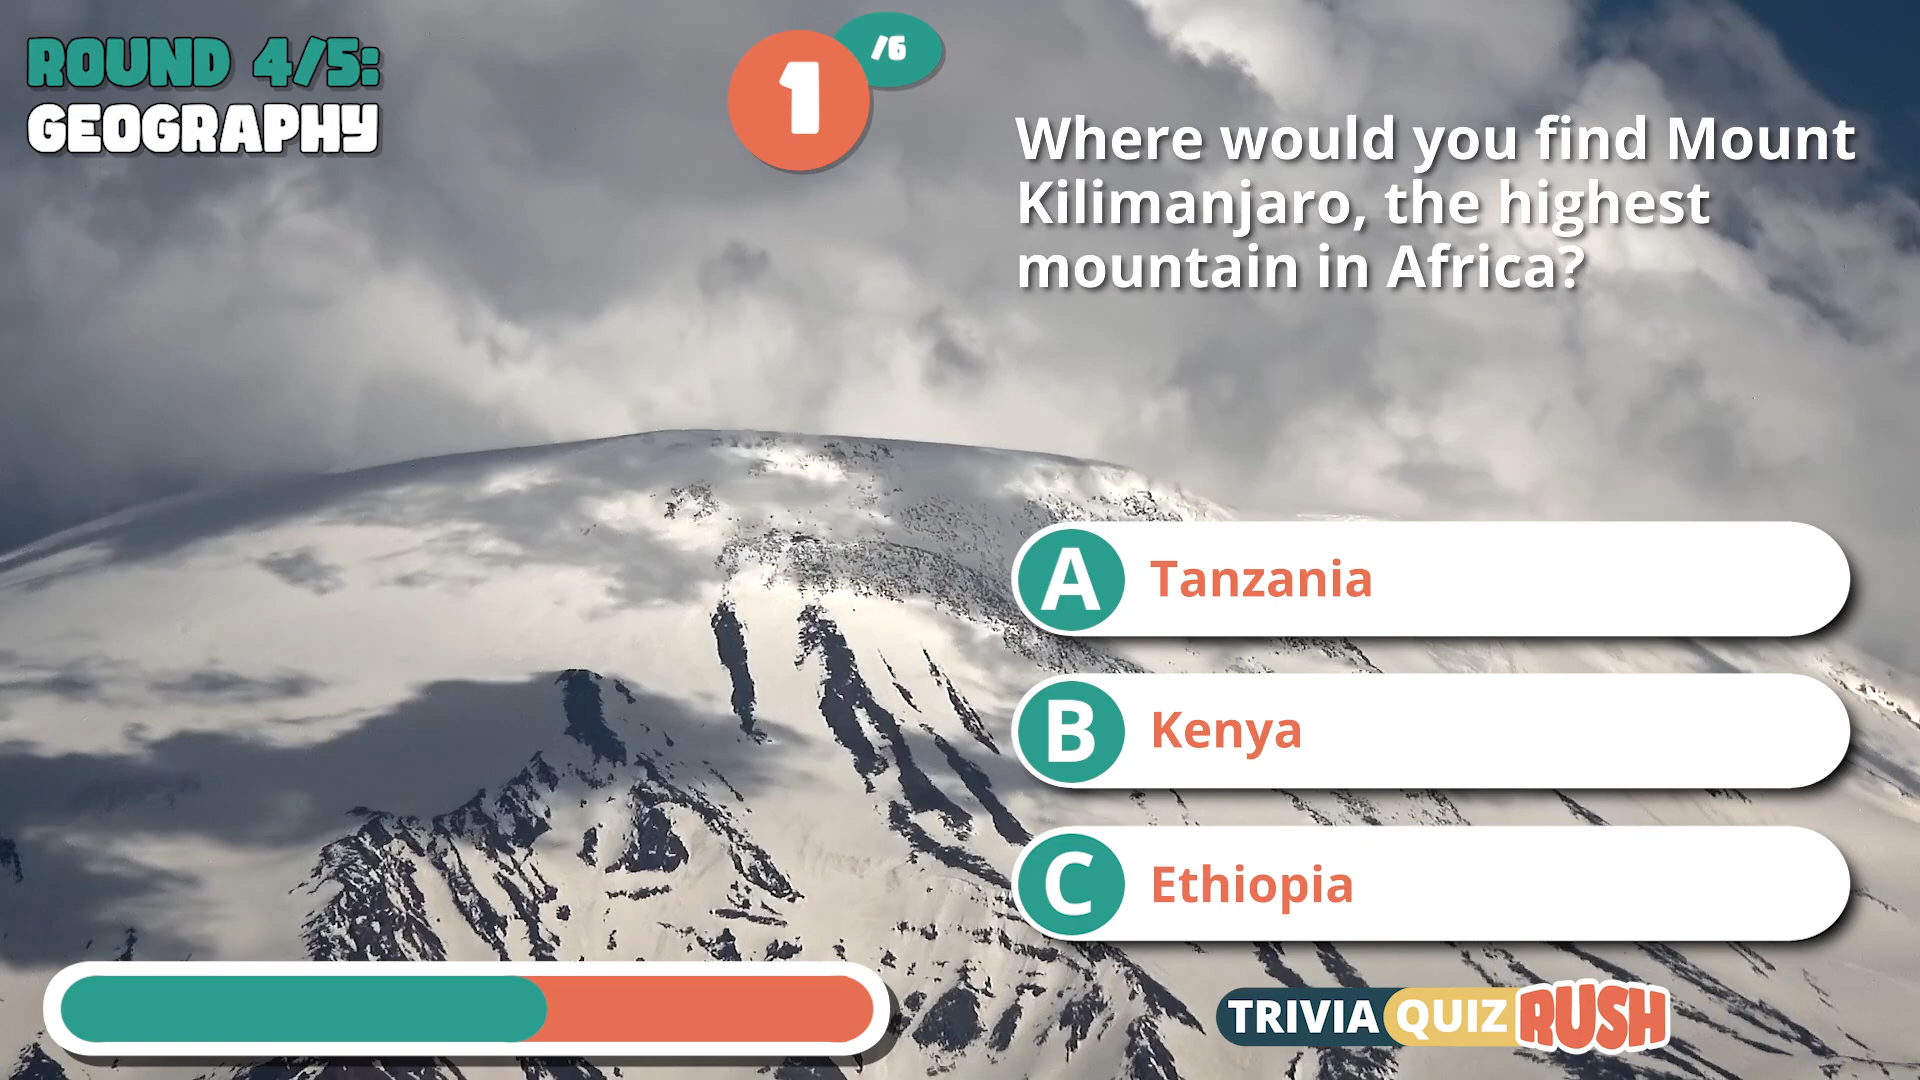 ROUND 4/5:
GEOGRAPHY
1
/6
Where would you find Mount
Kilimanjaro, the highest
mountain in Africa?
A Tanzania
B Kenya
C Ethiopia
TRIVIA QUIZ RUSH